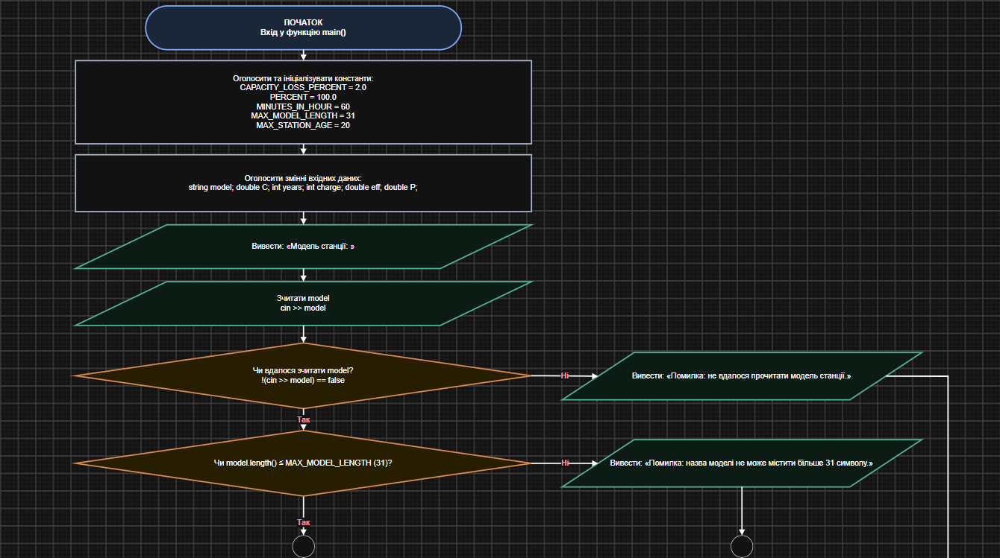 ПОЧАТОК
Вхід у функцію main()
Оголосити та ініціалізувати константи:
CAPACITY_LOSS_PERCENT = 2.0
PERCENT = 100.0
MINUTES_IN_HOUR = 60
MAX_MODEL_LENGTH = 31
MAX_STATION_AGE = 20
Оголосити змінні вхідних даних:
string model; double C; int years; int charge; double eff; double P;
Вивести: «Модель станції: »
Зчитати model
cin >> model
Чи вдалося зчитати model?
!(cin >> model) == false
Ні
Вивести: «Помилка: не вдалося прочитати модель станції.»
Так
Чи model.length() ≤ MAX_MODEL_LENGTH (31)?
Ні
Вивести: «Помилка: назва моделі не може містити більше 31 символу.»
Так